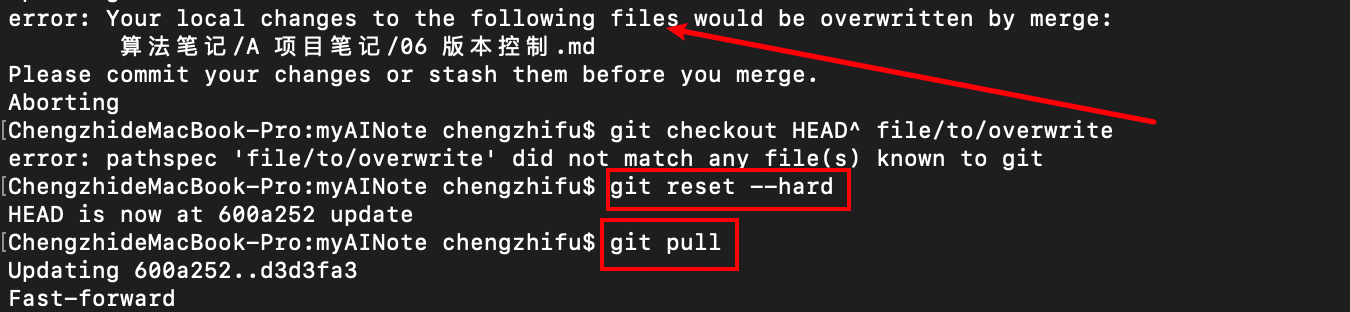 error: Your local changes to the following files would be overwritten by merge:
算法笔记/A 项目笔记/06 版本控制.md
Please commit your changes or stash them before you merge.
Aborting
[ChengzhideMacBook-Pro:myAINote chengzhifu$ git checkout HEAD^ file/to/overwrite
error: pathspec 'file/to/overwrite' did not match any file(s) known to git
[ChengzhideMacBook-Pro:myAINote chengzhifu$ git reset --hard
HEAD is now at 600a252 update
[ChengzhideMacBook-Pro:myAINote chengzhifu$ git pull
Updating 600a252..d3d3fa3
Fast-forward